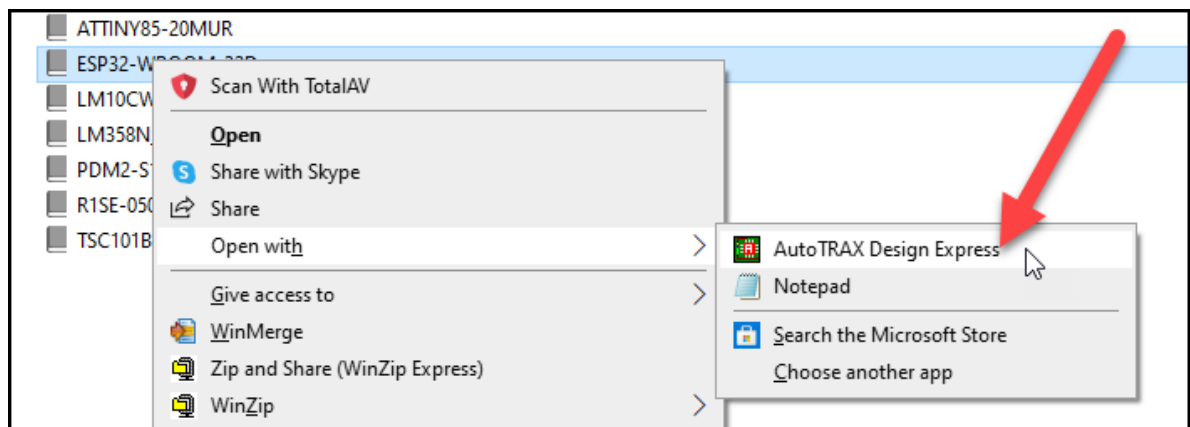 ATTINY85-20MUR
ESP32-W
Scan With TotalAV
LM10CW
Open
LM358N
Share with Skype
PDM2-S
Share
R1SE-050
Open with
TSC101B
AutoTRAX Design Express
Notepad
Give access to
WinMerge
Search the Microsoft Store
Zip and Share (WinZip Express)
Choose another app
WinZip